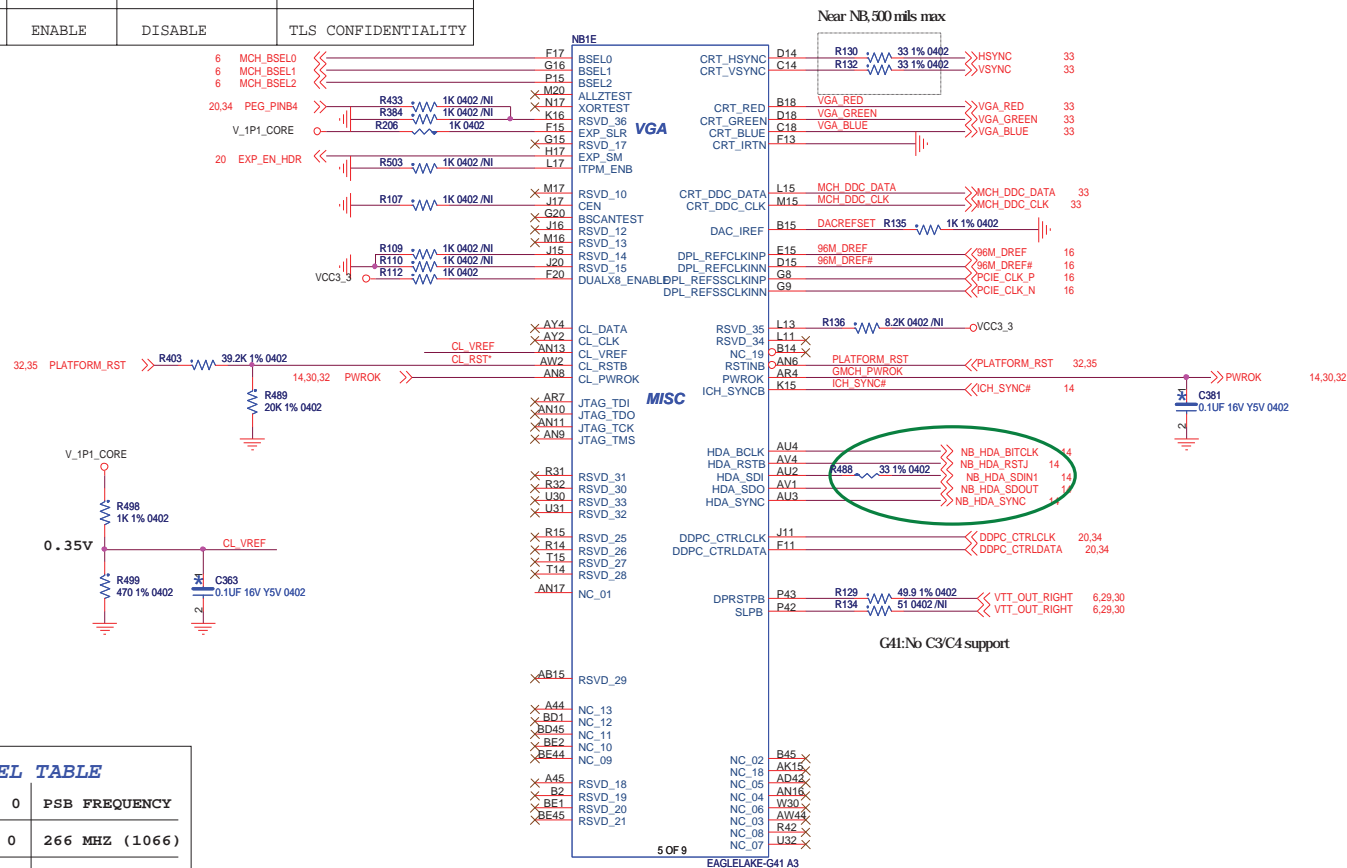 ENABLE DISABLE TLS CONFIDENTIALITY
Near NB,500 mils max
NB1E
6 MCH_BSEL0 F17 BSEL0
6 MCH_BSEL1 G16 BSEL1
6 MCH_BSEL2 P15 BSEL2
M20 ALLZTEST
20,34 PEG_PINB4 R433 1K 0402 /NI N17 XORTEST
R384 1K 0402 /NI K16 RSVD_36
V_1P1_CORE R206 1K 0402 F15 EXP_SLR
G15 RSVD_17
20 EXP_EN_HDR H17 EXP_SM
R503 1K 0402 /NI L17 ITPM_ENB
M17 RSVD_10
R107 1K 0402 /NI J17 CEN
G20 BSCANTEST
J16 RSVD_12
M16 RSVD_13
R109 1K 0402 /NI J15 RSVD_14
R110 1K 0402 /NI J20 RSVD_15
VCC3_3 R112 1K 0402 F20 DUALX8_ENABLE
VGA
CRT_HSYNC D14 R130 33 1% 0402 HSYNC 33
CRT_VSYNC C14 R132 33 1% 0402 VSYNC 33
CRT_RED B18 VGA_RED VGA_RED 33
CRT_GREEN D18 VGA_GREEN VGA_GREEN 33
CRT_BLUE C18 VGA_BLUE VGA_BLUE 33
CRT_IRTN F13
CRT_DDC_DATA L15 MCH_DDC_DATA MCH_DDC_DATA 33
CRT_DDC_CLK M15 MCH_DDC_CLK MCH_DDC_CLK 33
DAC_IREF B15 DACREFSET R135 1K 1% 0402
DPL_REFCLKINP E15 96M_DREF 96M_DREF 16
DPL_REFCLKINN D15 96M_DREF# 96M_DREF# 16
DPL_REFSSCLKINP G8 PCIE_CLK_P 16
DPL_REFSSCLKINN G9 PCIE_CLK_N 16
AY4 CL_DATA
AY2 CL_CLK
CL_VREF AN13 CL_VREF
32,35 PLATFORM_RST R403 39.2K 1% 0402 CL_RST* AW2 CL_RSTB
14,30,32 PWROK AN8 CL_PWROK
R489
20K 1% 0402
AR7 JTAG_TDI
AN10 JTAG_TDO
AN11 JTAG_TCK
AN9 JTAG_TMS
MISC
RSVD_35 L13 R136 8.2K 0402 /NI VCC3_3
RSVD_34 L11
NC_19 B14
RSTINB AN6 PLATFORM_RST PLATFORM_RST 32,35
PWROK AR4 GMCH_PWROK PWROK 14,30,32
ICH_SYNCB K15 ICH_SYNC# ICH_SYNC# 14
1
C381
0.1UF 16V Y5V 0402
2
V_1P1_CORE
R498
1K 1% 0402
0.35V CL_VREF
R499
470 1% 0402
1
C363
0.1UF 16V Y5V 0402
2
R31 RSVD_31
R32 RSVD_30
U30 RSVD_33
U31 RSVD_32
R15 RSVD_25
R14 RSVD_26
T15 RSVD_27
T14 RSVD_28
AN17 NC_01
HDA_BCLK AU4 NB_HDA_BITCLK 14
HDA_RSTB AV4 NB_HDA_RSTJ 14
HDA_SDI AU2 R488 33 1% 0402 NB_HDA_SDIN1 14
HDA_SDO AV1 NB_HDA_SDOUT
HDA_SYNC AU3 NB_HDA_SYNC 14
DDPC_CTRLCLK J11 DDPC_CTRLCLK 20,34
DDPC_CTRLDATA F11 DDPC_CTRLDATA 20,34
DPRSTPB P43 R129 49.9 1% 0402 VTT_OUT_RIGHT 6,29,30
SLPB P42 R134 51 0402 /NI VTT_OUT_RIGHT 6,29,30
G41:No C3/C4 support
AB15 RSVD_29
A44 NC_13
BD1 NC_12
BD45 NC_11
BE2 NC_10
BE44 NC_09
A45 RSVD_18
B2 RSVD_19
BE1 RSVD_20
BE45 RSVD_21
NC_02 B45
NC_18 AK15
NC_05 AD42
NC_04 AN16
NC_06 W30
NC_03 AW44
NC_08 R42
NC_07 U32
5 OF 9
EAGLELAKE-G41 A3
EL TABLE
0 PSB FREQUENCY
0 266 MHZ (1066)